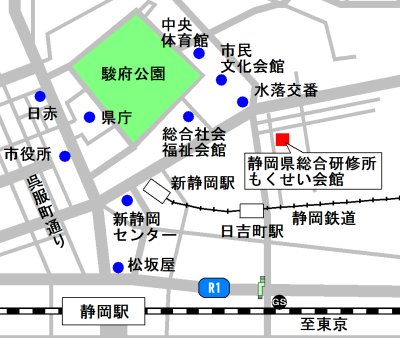 中央
体育館
市民
文化会館
駿府公園
水落交番
日赤
県庁
総合社会
福祉会館
市役所
静岡県総合研修所
もくせい会館
呉服町通り
新静岡駅
新静岡
センター
静岡鉄道
日吉町駅
松坂屋
R1
GS
静岡駅
至東京